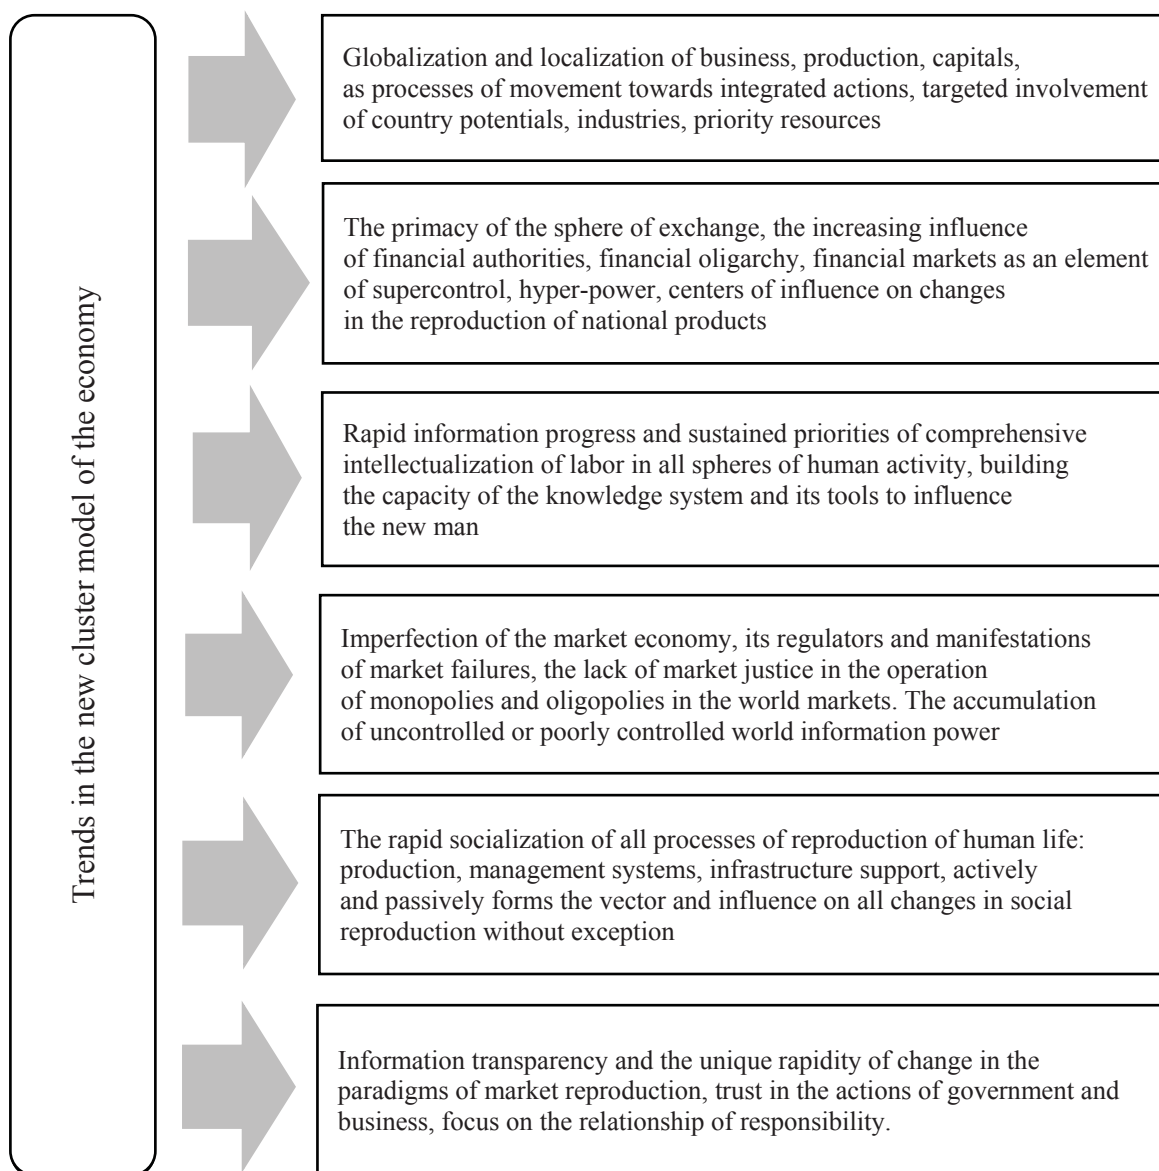 Trends in the new cluster model of the economy
Globalization and localization of business, production, capitals,
as processes of movement towards integrated actions, targeted involvement
of country potentials, industries, priority resources
The primacy of the sphere of exchange, the increasing influence
of financial authorities, financial oligarchy, financial markets as an element
of supercontrol, hyper-power, centers of influence on changes
in the reproduction of national products
Rapid information progress and sustained priorities of comprehensive
intellectualization of labor in all spheres of human activity, building
the capacity of the knowledge system and its tools to influence
the new man
Imperfection of the market economy, its regulators and manifestations
of market failures, the lack of market justice in the operation
of monopolies and oligopolies in the world markets. The accumulation
of uncontrolled or poorly controlled world information power
The rapid socialization of all processes of reproduction of human life:
production, management systems, infrastructure support, actively
and passively forms the vector and influence on all changes in social
reproduction without exception
Information transparency and the unique rapidity of change in the
paradigms of market reproduction, trust in the actions of government and
business, focus on the relationship of responsibility.